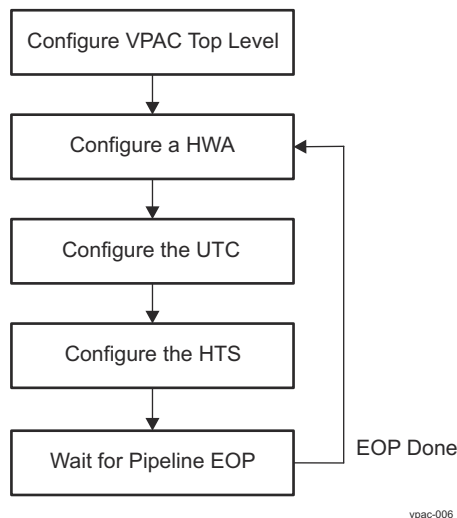 Configure VPAC Top Level
Configure a HWA
Configure the UTC
Configure the HTS
Wait for Pipeline EOP
EOP Done
vpac-006